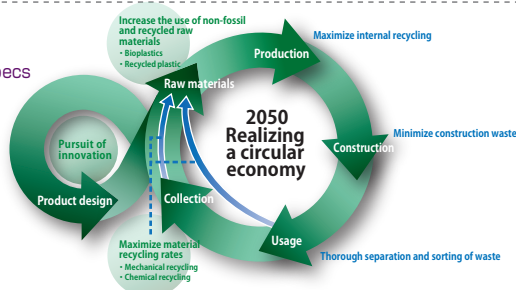 Increase the use of non-fossil
and recycled raw
materials
・Bioplastics
・Recycled plastic
Production
Maximize internal recycling
Raw materials
2050
Realizing
a circular
economy
Pursuit of
innovation
Construction
Minimize construction waste
Product design
Collection
Usage
Thorough separation and sorting of waste
Maximize material
recycling rates
・Mechanical recycling
・Chemical recycling